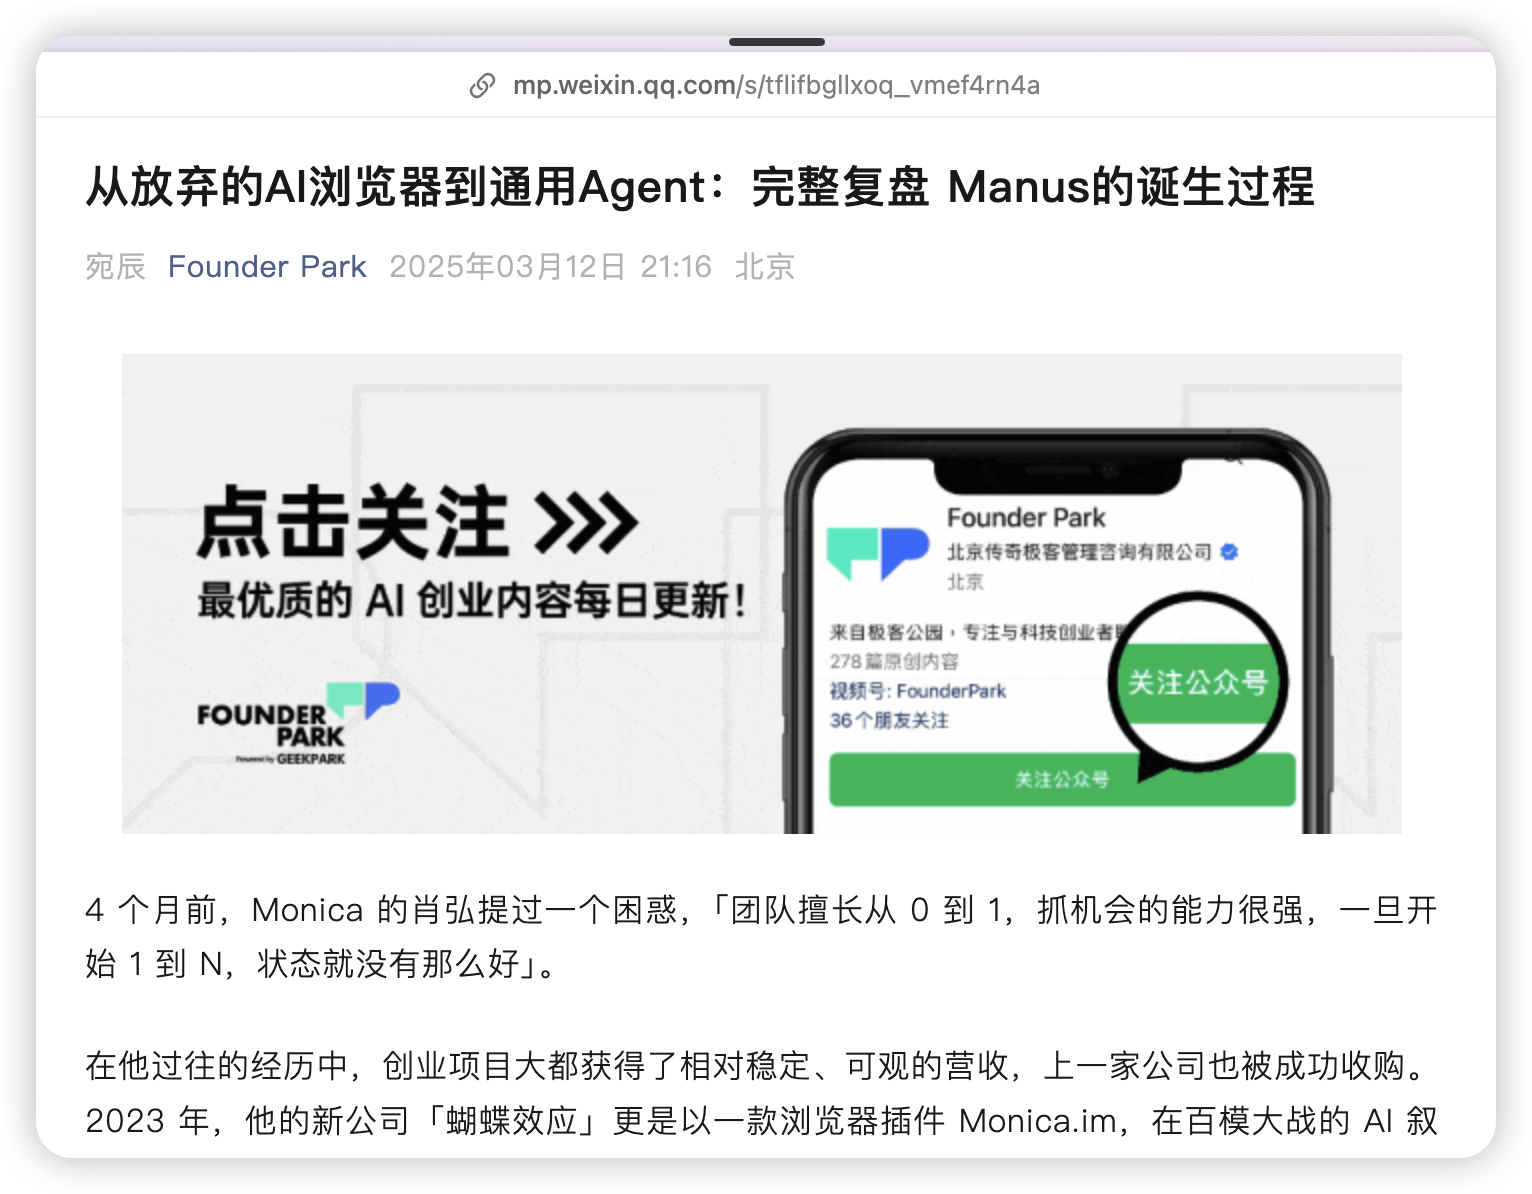 mp.weixin.qq.com/s/tflifbgllxoq_vmef4rn4a
从放弃的AI浏览器到通用Agent：完整复盘 Manus的诞生过程
宛辰 Founder Park 2025年03月12日 21:16 北京
点击关注
最优质的 AI 创业内容每日更新！
FOUNDER
PARK
Powered by GEEKPARK
Founder Park
北京传奇极客管理咨询有限公司
北京
来自极客公园，专注与科技创业者
278篇原创内容
视频号: FounderPark
36个朋友关注
关注公众号
关注公众号
4 个月前，Monica 的肖弘提过一个困惑，「团队擅长从 0 到 1，抓机会的能力很强，一旦开
始 1 到 N，状态就没有那么好」。
在他过往的经历中，创业项目大都获得了相对稳定、可观的营收，上一家公司也被成功收购。
2023 年，他的新公司「蝴蝶效应」更是以一款浏览器插件 Monica.im，在百模大战的 AI 叙